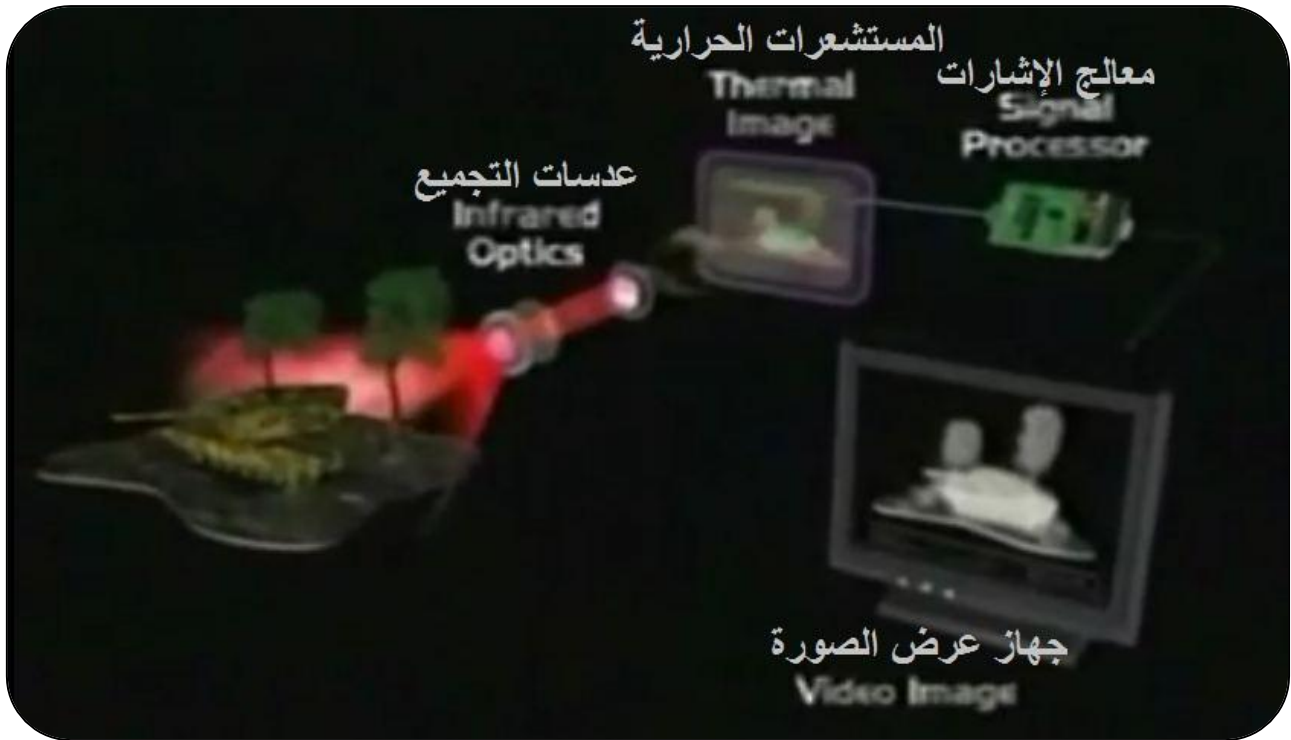 المستشعرات الحرارية
Thermal
Image
معالج الإشارات
Signal
Processor
عدسات التجميع
Infrared
Optics
جهاز عرض الصورة
Video Image